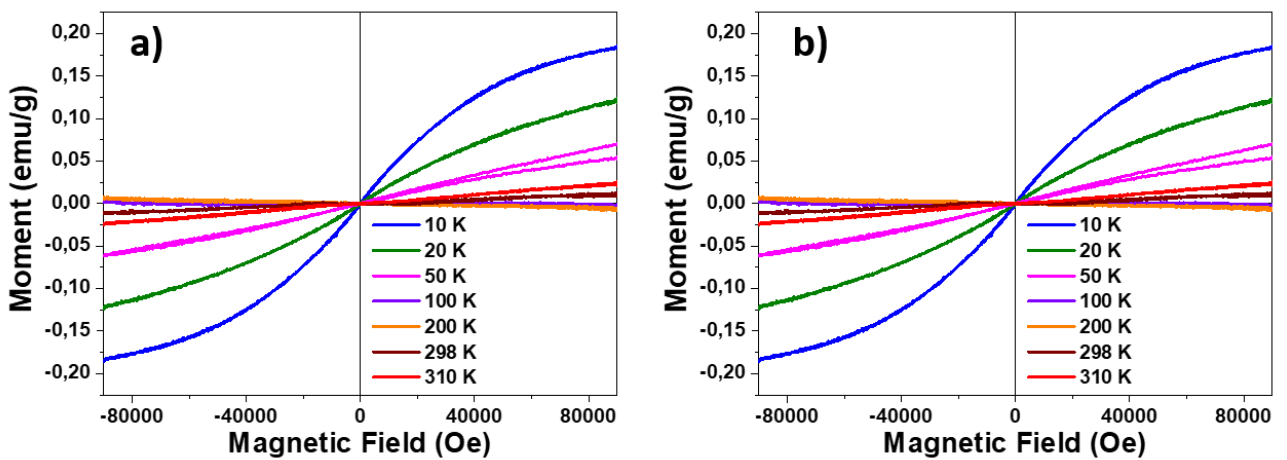 a)
Moment (emu/g)
0,20
0,15
0,10
0,05
0,00
-0,05
-0,10
-0,15
-0,20
10 K
20 K
50 K
100 K
200 K
298 K
310 K
-80000 -40000 0 40000 80000
Magnetic Field (Oe)
b)
Moment (emu/g)
0,20
0,15
0,10
0,05
0,00
-0,05
-0,10
-0,15
-0,20
10 K
20 K
50 K
100 K
200 K
298 K
310 K
-80000 -40000 0 40000 80000
Magnetic Field (Oe)